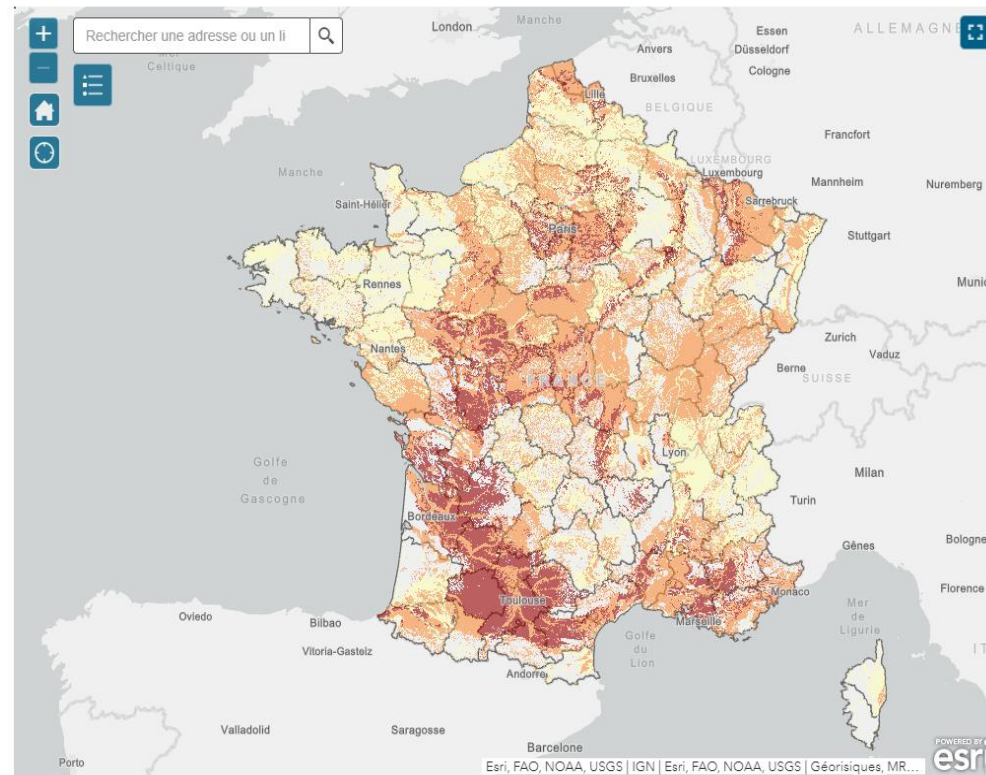 Rechercher une adresse ou un li
London
Manche
Essen
ALLEMAGN
Anvers
Düsseldorf
Mer
Celtique
Bruxelles
Cologne
Lille
BELGIQUE
Francfort
LUXEMBOURG
Luxembourg
Manche
Mannheim
Nuremberg
Saint-Hélier
Sarrebruck
Paris
Stuttgart
Rennes
Munic
Nantes
Zurich
Vaduz
Berne
SUISSE
FRANCE
Lyon
Golfe
de
Gascogne
Milan
Turin
Bordeaux
Gênes
Bologne
Toulouse
Monaco
Florence
Oviedo
Bilbao
Marseille
Mer
de
Ligurie
Vitoria-Gasteiz
Golfe
du
Lion
IT
Andorre
Valladolid
Saragosse
Barcelone
Porto
POWERED BY
esri
Esri, FAO, NOAA, USGS | IGN | Esri, FAO, NOAA, USGS | Géorisiques, MR...